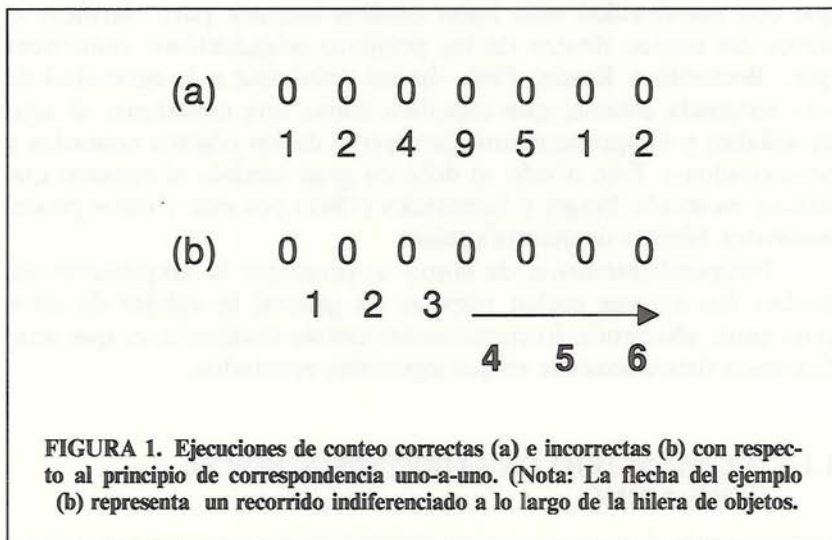 (a) 0 0 0 0 0 0 0
1 2 4 9 5 1 2
(b) 0 0 0 0 0 0 0
1 2 3
4 5 6
FIGURA 1. Ejecuciones de conteo correctas (a) e incorrectas (b) con respec-
to al principio de correspondencia uno-a-uno. (Nota: La flecha del ejemplo
(b) representa un recorrido indiferenciado a lo largo de la hilera de objetos.